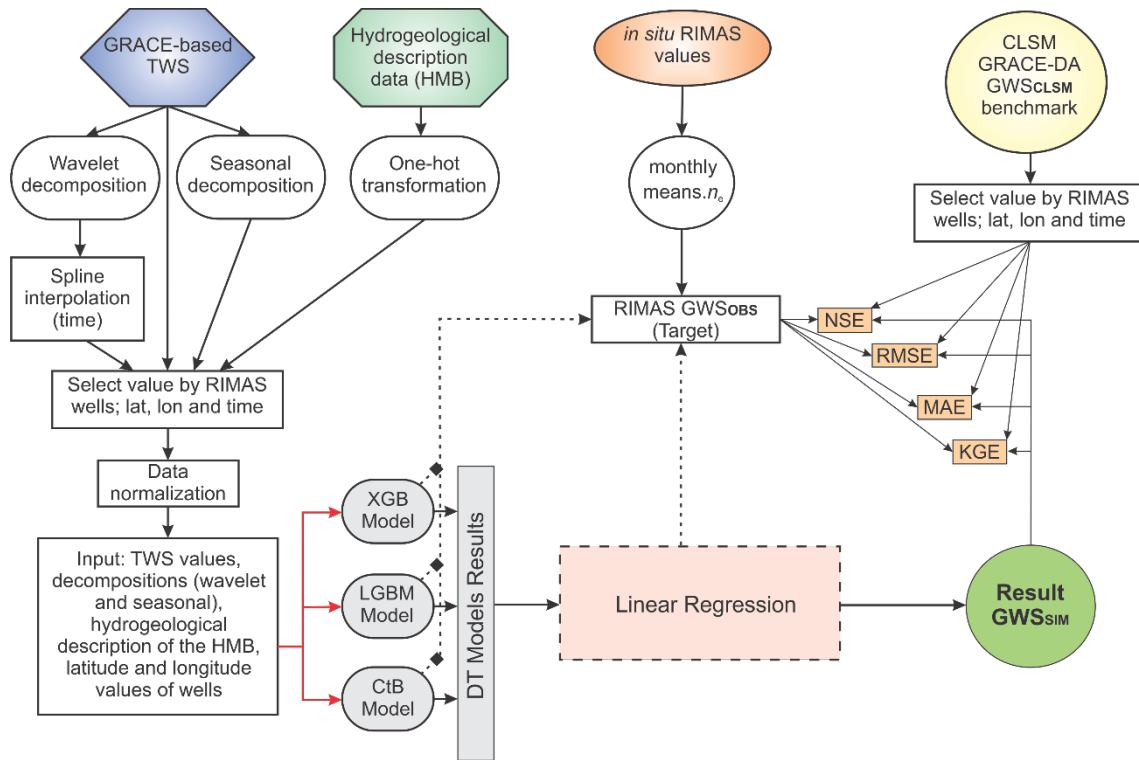 GRACE-based
TWS
Hydrogeological
description
data (HMB)
in situ RIMAS
values
CLSM
GRACE-DA
GWSCLSM
benchmark
Wavelet
decomposition
Seasonal
decomposition
One-hot
transformation
monthly
means.ne
Select value by RIMAS
wells; lat, lon and time
Spline
interpolation
(time)
RIMAS GWSOBS
(Target)
NSE
RMSE
MAE
KGE
Select value by RIMAS
wells; lat, lon and time
Data
normalization
Input: TWS values,
decompositions (wavelet
and seasonal),
hydrogeological
description of the HMB,
latitude and longitude
values of wells
XGB
Model
LGBM
Model
CtB
Model
DT Models Results
Linear Regression
Result
GWSSIM